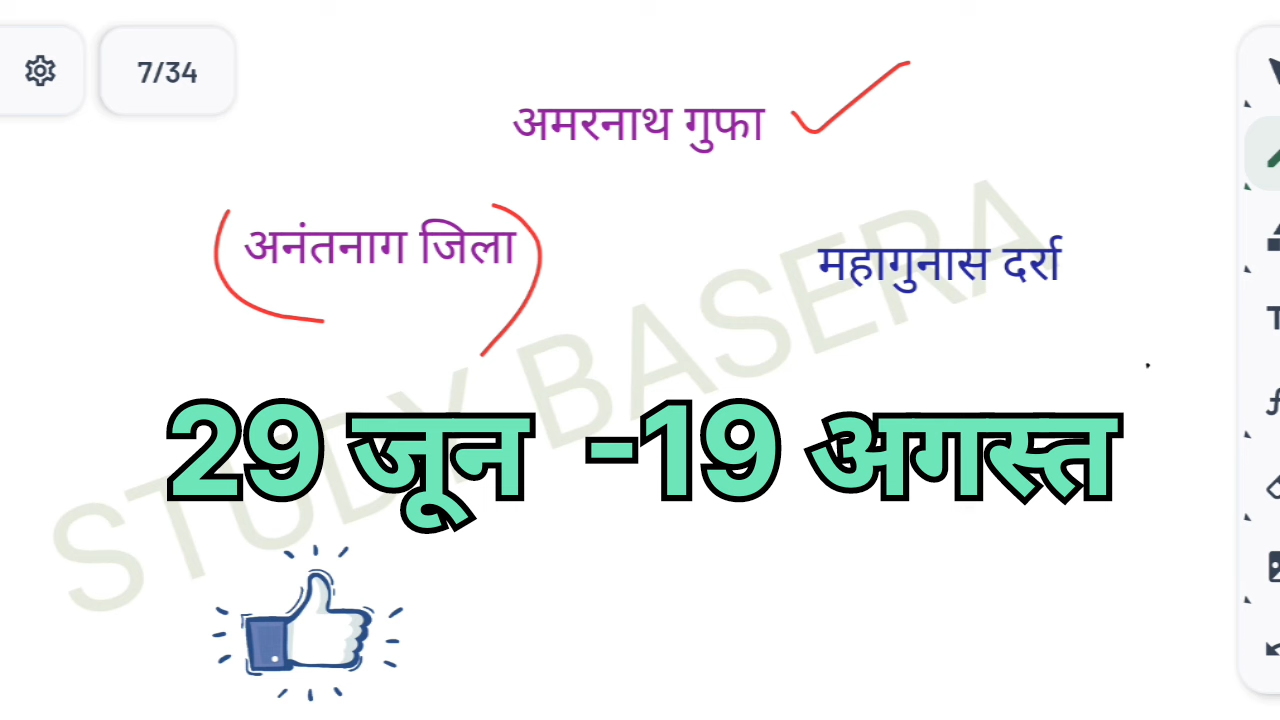 7/34
अमरनाथ गुफा
अनंतनाग जिला
महागुनास दर्रा
STUDY BASERA
29 जून -19 अगस्त